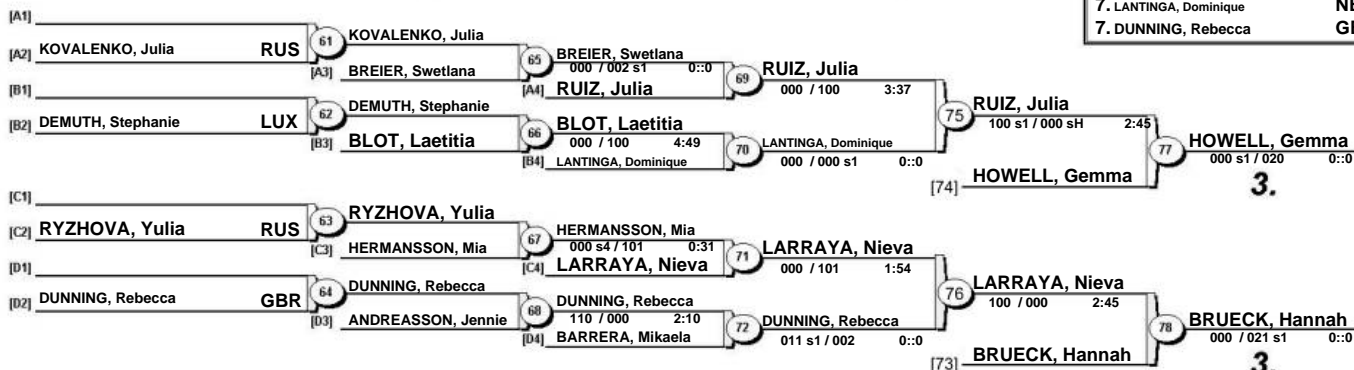 7. LANTINGA, Dominique
7. DUNNING, Rebecca
[A1]
[A2] KOVALENKO, Julia RUS
61
KOVALENKO, Julia
[A3] BREIER, Swetlana
65
BREIER, Swetlana
000 / 002 s1 0::0
[A4] RUIZ, Julia
69
RUIZ, Julia
000 / 100 3:37
[B1]
[B2] DEMUTH, Stephanie LUX
62
DEMUTH, Stephanie
[B3] BLOT, Laetitia
66
BLOT, Laetitia
000 / 100 4:49
[B4] LANTINGA, Dominique
70
LANTINGA, Dominique
000 / 000 s1 0::0
75
RUIZ, Julia
100 s1 / 000 sH 2:45
[74] HOWELL, Gemma
77
HOWELL, Gemma
000 s1 / 020 0::0
3.
[C1]
[C2] RYZHOVA, Yulia RUS
63
RYZHOVA, Yulia
[C3] HERMANSSON, Mia
67
HERMANSSON, Mia
000 s4 / 101 0:31
[C4] LARRAYA, Nieva
71
LARRAYA, Nieva
000 / 101 1:54
[D1]
[D2] DUNNING, Rebecca GBR
64
DUNNING, Rebecca
[D3] ANDREASSON, Jennie
68
DUNNING, Rebecca
110 / 000 2:10
[D4] BARRERA, Mikaela
72
DUNNING, Rebecca
011 s1 / 002 0::0
76
LARRAYA, Nieva
100 / 000 2:45
[73] BRUECK, Hannah
78
BRUECK, Hannah
000 / 021 s1 0::0
3.